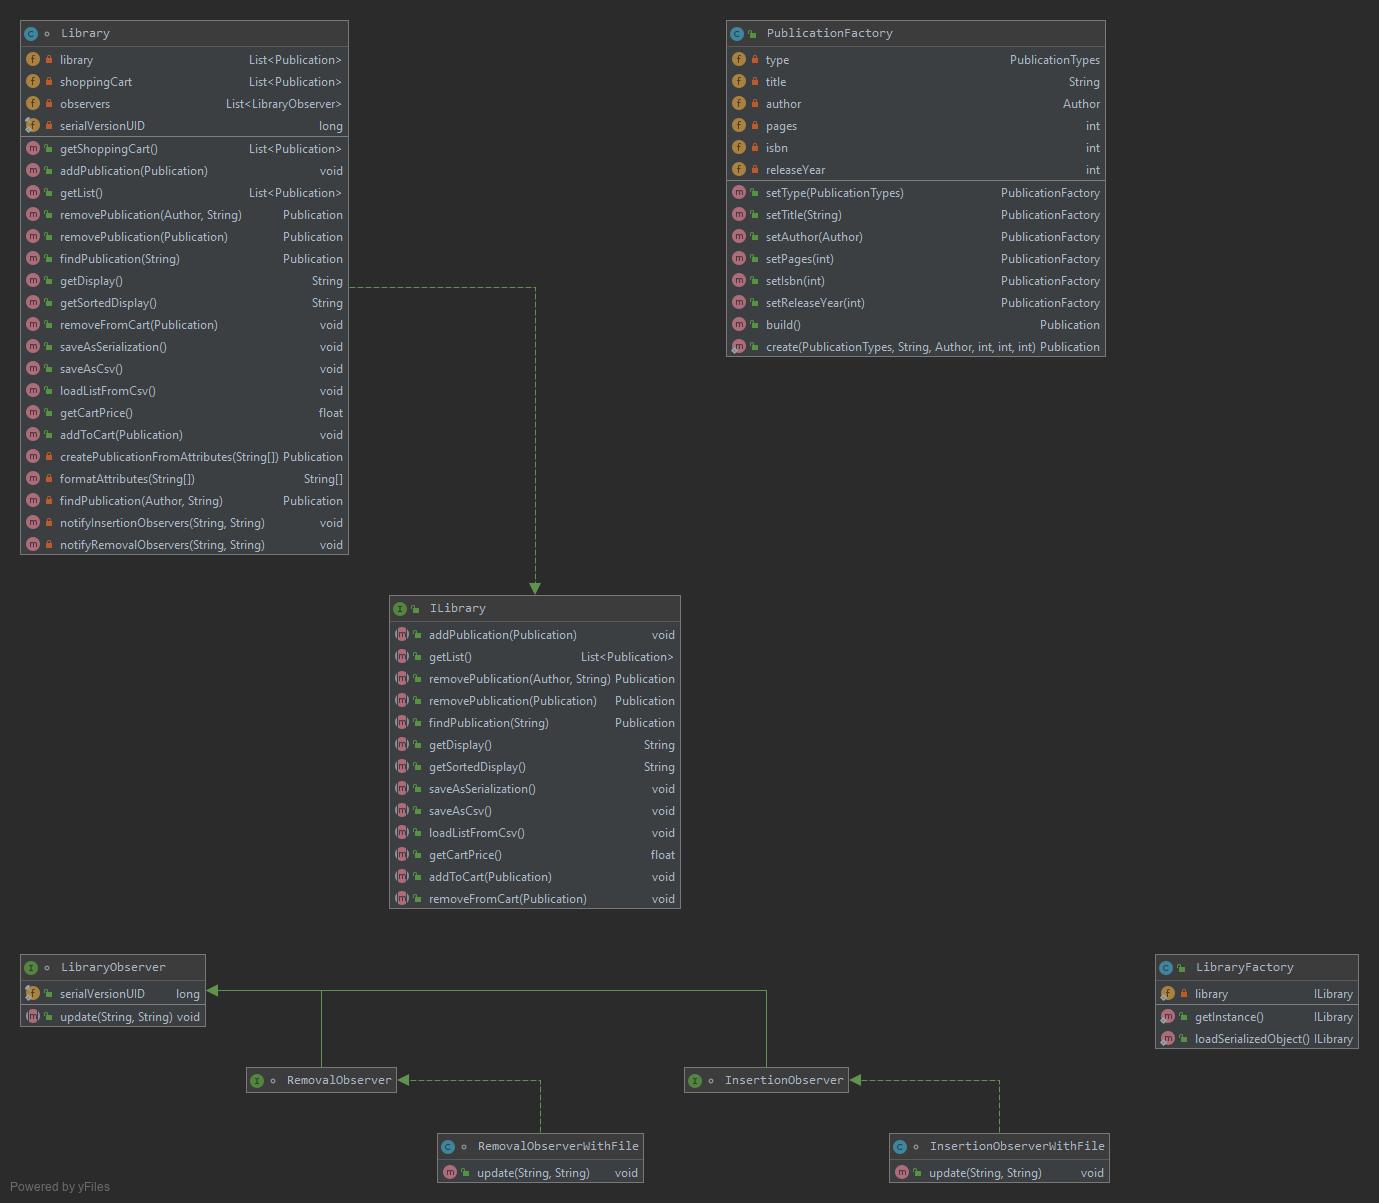 Library
library List<Publication>
shoppingCart List<Publication>
observers List<LibraryObserver>
serialVersionUID long
getShoppingCart() List<Publication>
addPublication(Publication) void
getList() List<Publication>
removePublication(Author, String) Publication
removePublication(Publication) Publication
findPublication(String) Publication
getDisplay() String
getSortedDisplay() String
removeFromCart(Publication) void
saveAsSerialization() void
saveAsCsv() void
loadListFromCsv() void
getCartPrice() float
addToCart(Publication) void
createPublicationFromAttributes(String[]) Publication
formatAttributes(String[]) String[]
findPublication(Author, String) Publication
notifyInsertionObservers(String, String) void
notifyRemovalObservers(String, String) void
PublicationFactory
type PublicationTypes
title String
author Author
pages int
isbn int
releaseYear int
setType(PublicationTypes) PublicationFactory
setTitle(String) PublicationFactory
setAuthor(Author) PublicationFactory
setPages(int) PublicationFactory
setIsbn(int) PublicationFactory
setReleaseYear(int) PublicationFactory
build() Publication
create(PublicationTypes, String, Author, int, int, int) Publication
ILibrary
addPublication(Publication) void
getList() List<Publication>
removePublication(Author, String) Publication
removePublication(Publication) Publication
findPublication(String) Publication
getDisplay() String
getSortedDisplay() String
saveAsSerialization() void
saveAsCsv() void
loadListFromCsv() void
getCartPrice() float
addToCart(Publication) void
removeFromCart(Publication) void
LibraryObserver
serialVersionUID long
update(String, String) void
LibraryFactory
library ILibrary
getInstance() ILibrary
loadSerializedObject() ILibrary
RemovalObserver
InsertionObserver
RemovalObserverWithFile
update(String, String) void
InsertionObserverWithFile
update(String, String) void
Powered by yFiles